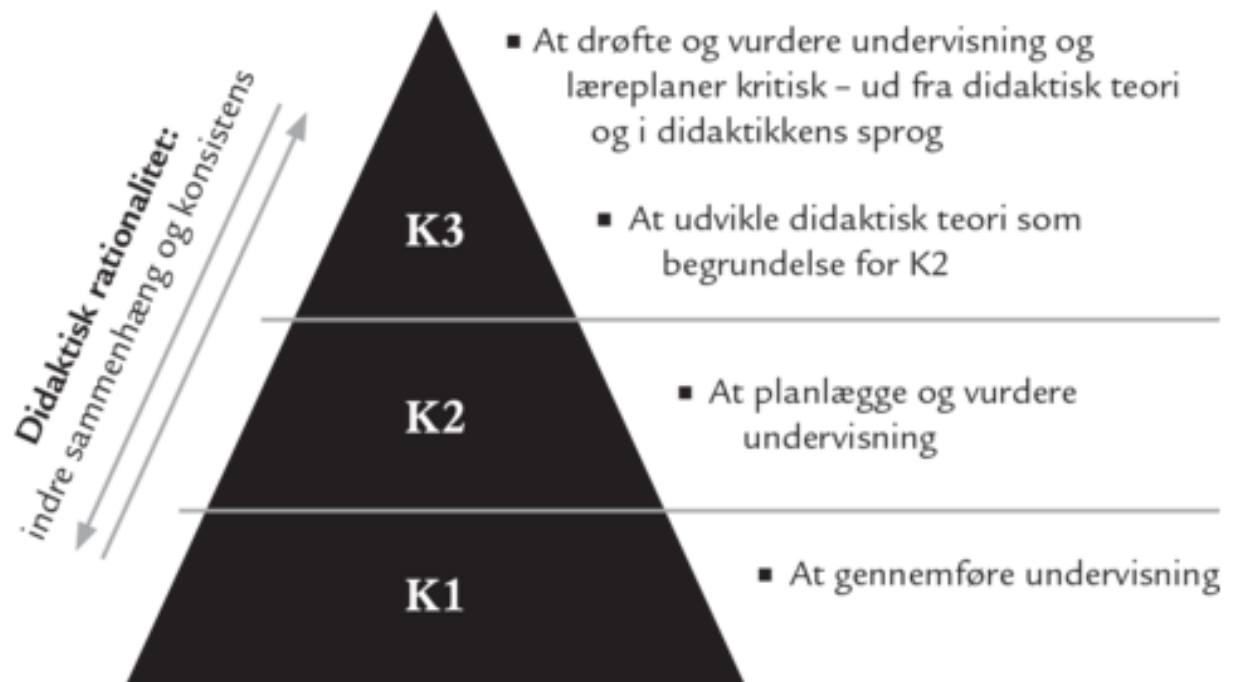 Didaktisk rationalitet:
indre sammenhæng og konsistens
K3
▪ At drøfte og vurdere undervisning og
læreplaner kritisk – ud fra didaktisk teori
og i didaktikkens sprog
▪ At udvikle didaktisk teori som
begrundelse for K2
K2
▪ At planlægge og vurdere
undervisning
K1
▪ At gennemføre undervisning